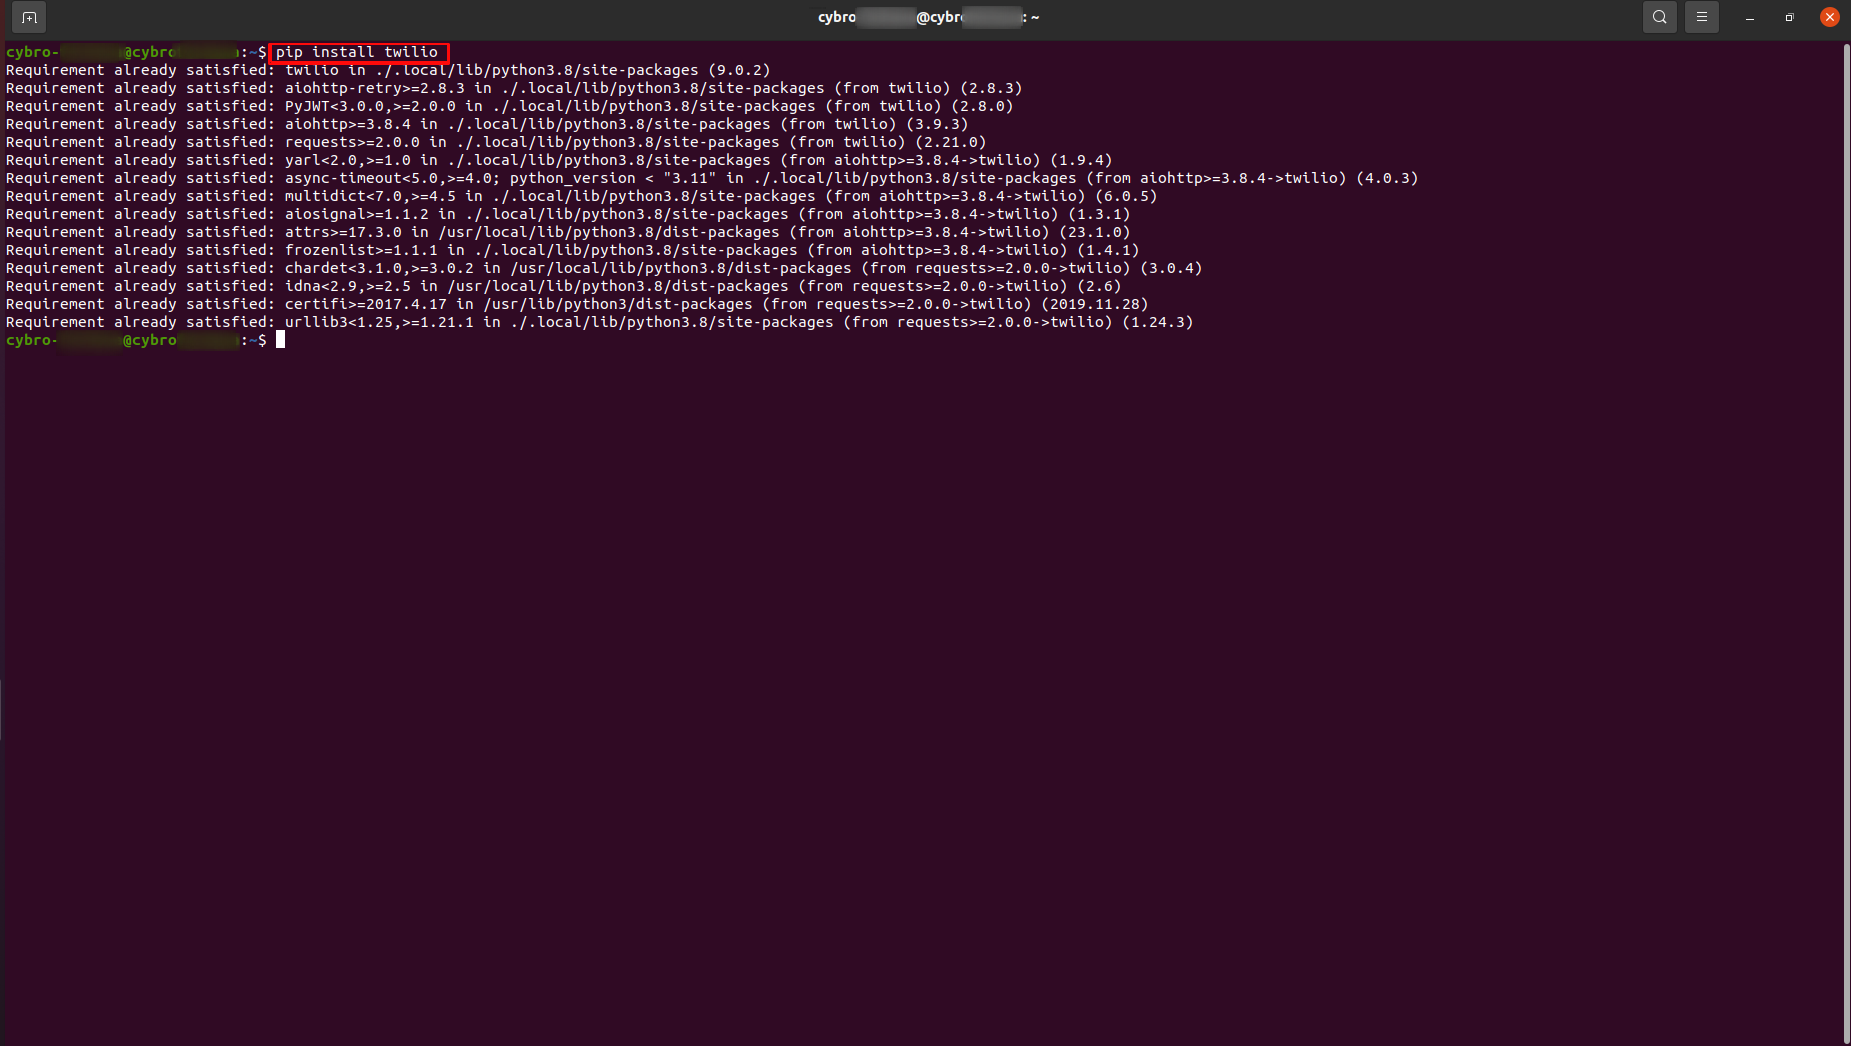 cybro @cybro : ~
cybro- @cybro :~$ pip install twilio
Requirement already satisfied: twilio in ./.local/lib/python3.8/site-packages (9.0.2)
Requirement already satisfied: aiohttp-retry>=2.8.3 in ./.local/lib/python3.8/site-packages (from twilio) (2.8.3)
Requirement already satisfied: PyJWT<3.0.0,>=2.0.0 in ./.local/lib/python3.8/site-packages (from twilio) (2.8.0)
Requirement already satisfied: aiohttp>=3.8.4 in ./.local/lib/python3.8/site-packages (from twilio) (3.9.3)
Requirement already satisfied: requests>=2.0.0 in ./.local/lib/python3.8/site-packages (from twilio) (2.21.0)
Requirement already satisfied: yarl<2.0,>=1.0 in ./.local/lib/python3.8/site-packages (from aiohttp>=3.8.4->twilio) (1.9.4)
Requirement already satisfied: async-timeout<5.0,>=4.0; python_version < "3.11" in ./.local/lib/python3.8/site-packages (from aiohttp>=3.8.4->twilio) (4.0.3)
Requirement already satisfied: multidict<7.0,>=4.5 in ./.local/lib/python3.8/site-packages (from aiohttp>=3.8.4->twilio) (6.0.5)
Requirement already satisfied: aiosignal>=1.1.2 in ./.local/lib/python3.8/site-packages (from aiohttp>=3.8.4->twilio) (1.3.1)
Requirement already satisfied: attrs>=17.3.0 in /usr/local/lib/python3.8/dist-packages (from aiohttp>=3.8.4->twilio) (23.1.0)
Requirement already satisfied: frozenlist>=1.1.1 in ./.local/lib/python3.8/site-packages (from aiohttp>=3.8.4->twilio) (1.4.1)
Requirement already satisfied: chardet<3.1.0,>=3.0.2 in /usr/local/lib/python3.8/dist-packages (from requests>=2.0.0->twilio) (3.0.4)
Requirement already satisfied: idna<2.9,>=2.5 in /usr/local/lib/python3.8/dist-packages (from requests>=2.0.0->twilio) (2.6)
Requirement already satisfied: certifi>=2017.4.17 in /usr/lib/python3/dist-packages (from requests>=2.0.0->twilio) (2019.11.28)
Requirement already satisfied: urllib3<1.25,>=1.21.1 in ./.local/lib/python3.8/site-packages (from requests>=2.0.0->twilio) (1.24.3)
cybro- @cybro :~$